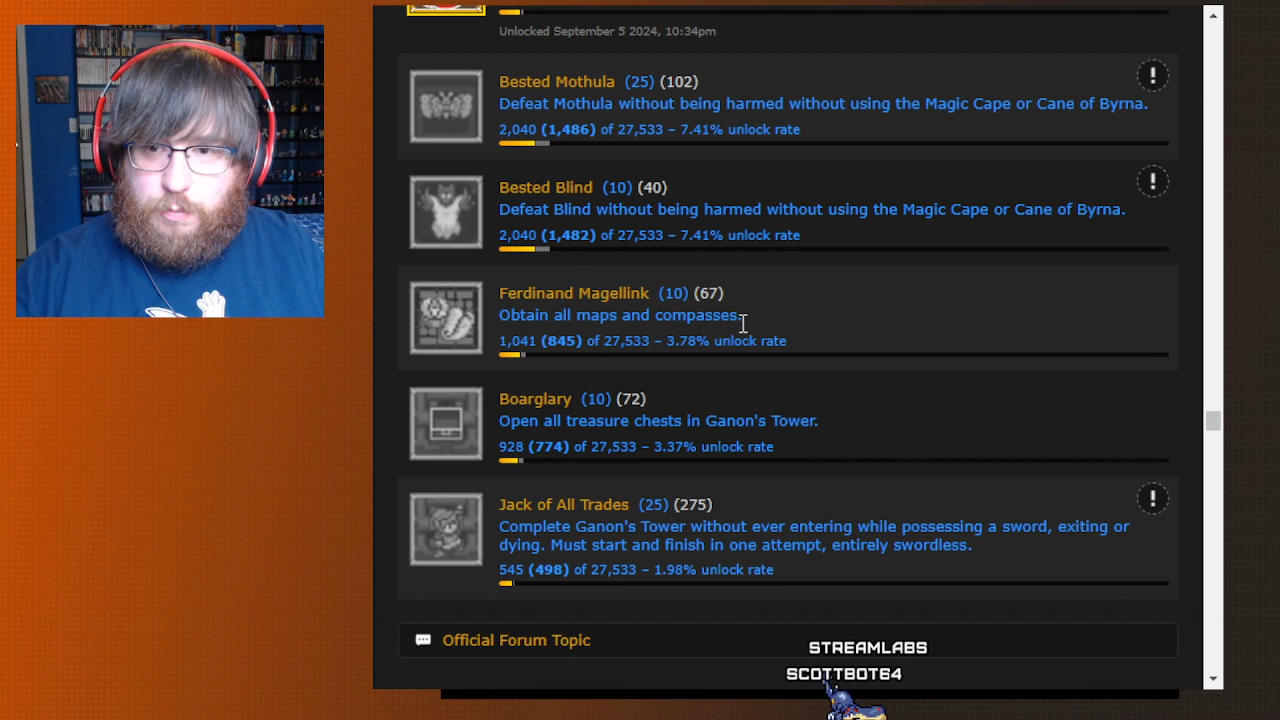 Unlocked September 5 2024, 10:34pm
Bested Mothula (25) (102)
Defeat Mothula without being harmed without using the Magic Cape or Cane of Byrna.
2,040 (1,486) of 27,533 – 7.41% unlock rate
Bested Blind (10) (40)
Defeat Blind without being harmed without using the Magic Cape or Cane of Byrna.
2,040 (1,482) of 27,533 – 7.41% unlock rate
Ferdinand Magellink (10) (67)
Obtain all maps and compasses.
1,041 (845) of 27,533 – 3.78% unlock rate
Boarglary (10) (72)
Open all treasure chests in Ganon's Tower.
928 (774) of 27,533 – 3.37% unlock rate
Jack of All Trades (25) (275)
Complete Ganon's Tower without ever entering while possessing a sword, exiting or
dying. Must start and finish in one attempt, entirely swordless.
545 (498) of 27,533 – 1.98% unlock rate
Official Forum Topic
STREAMLABS
SCOTTBOT64